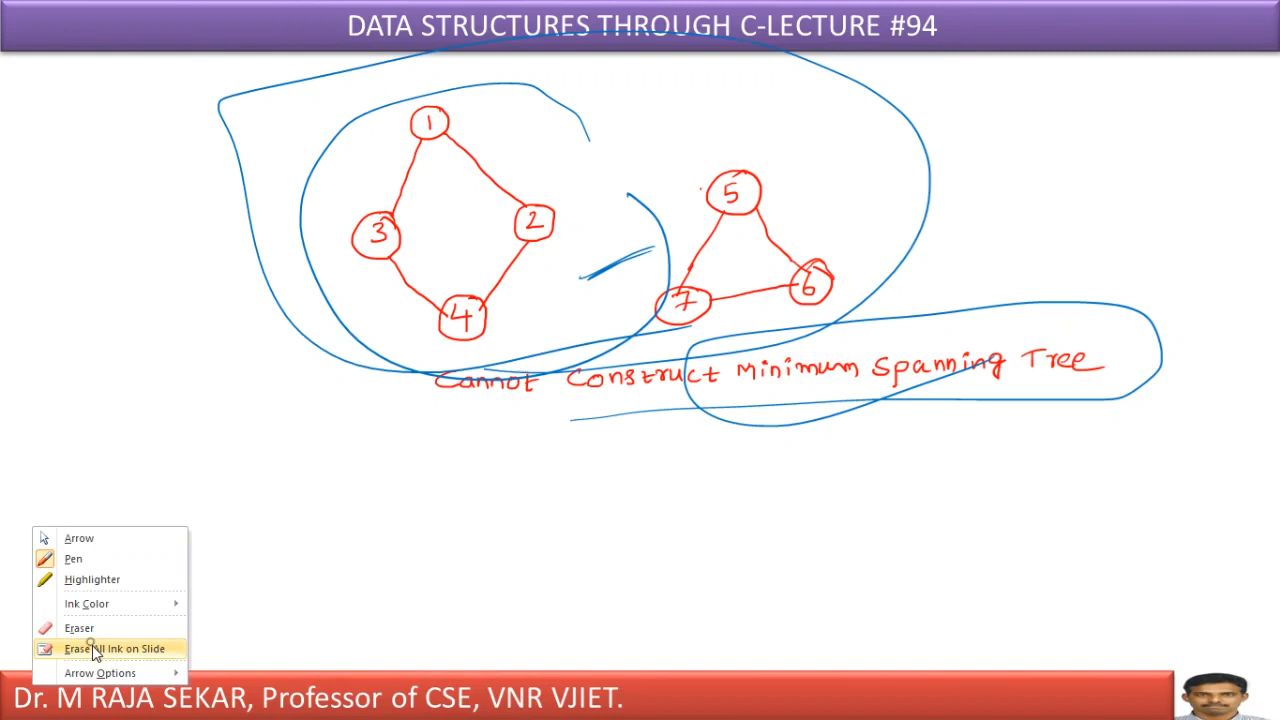 DATA STRUCTURES THROUGH C-LECTURE #94
1
5
3
2
7
6
4
Cannot Construct Minimum Spanning Tree
Arrow
Pen
Highlighter
Ink Color
Eraser
Erase All Ink on Slide
Arrow Options
Dr. M RAJA SEKAR, Professor of CSE, VNR VJIET.